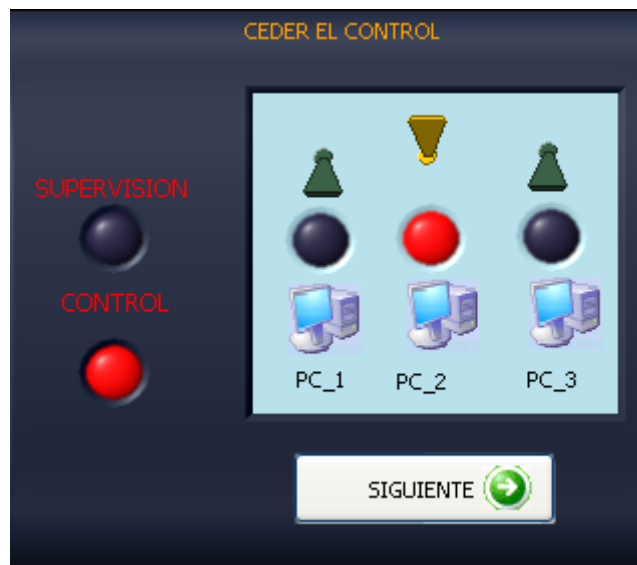 CEDER EL CONTROL
SUPERVISION
CONTROL
PC_1
PC_2
PC_3
SIGUIENTE